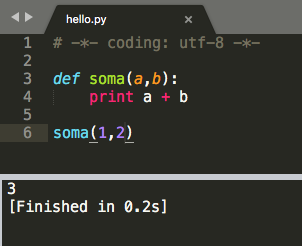 hello.py
1 # -*- coding: utf-8 -*-
2
3 def soma(a,b):
4     print a + b
5
6 soma(1,2)
3
[Finished in 0.2s]